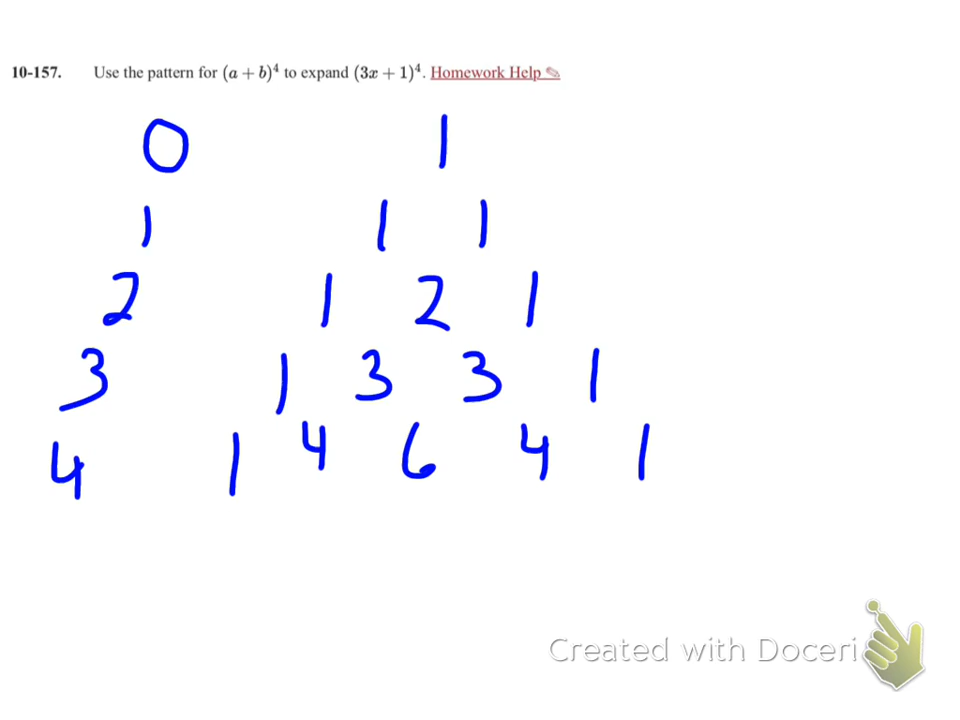 10-157. Use the pattern for (a + b)⁴ to expand (3x + 1)⁴. Homework Help ✎
0 1
1 1 1
2 1 2 1
3 1 3 3 1
4 1 4 6 4 1
Created with Doceri